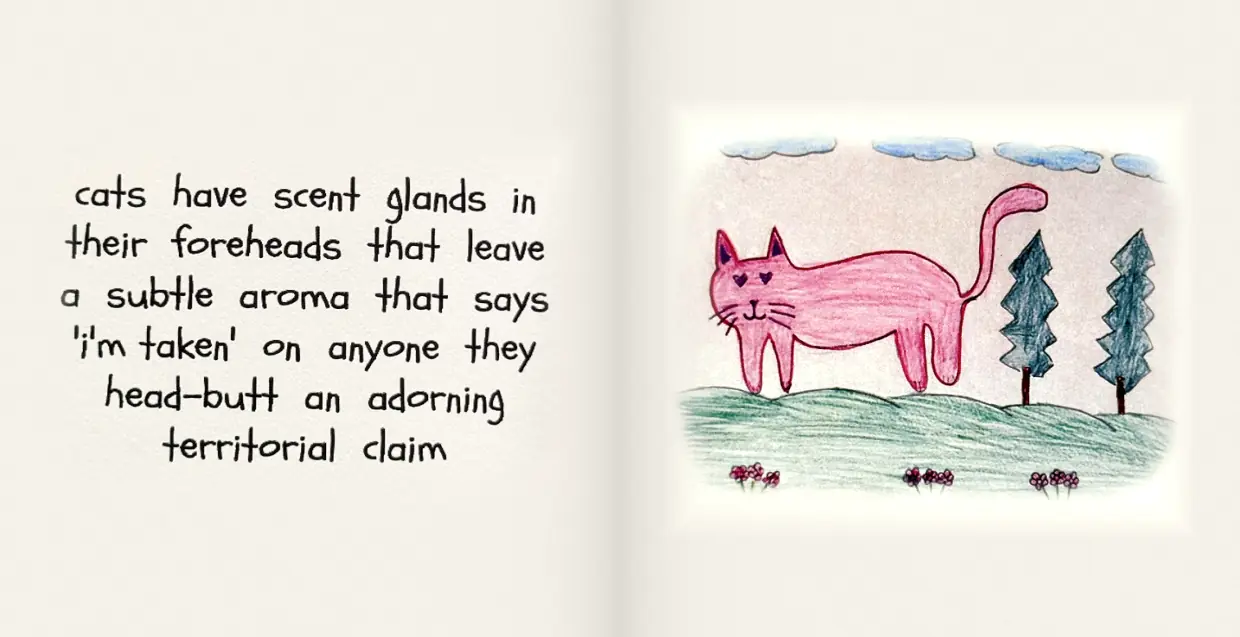 cats have scent glands in
their foreheads that leave
a subtle aroma that says
'i'm taken' on anyone they
head-butt an adorning
territorial claim